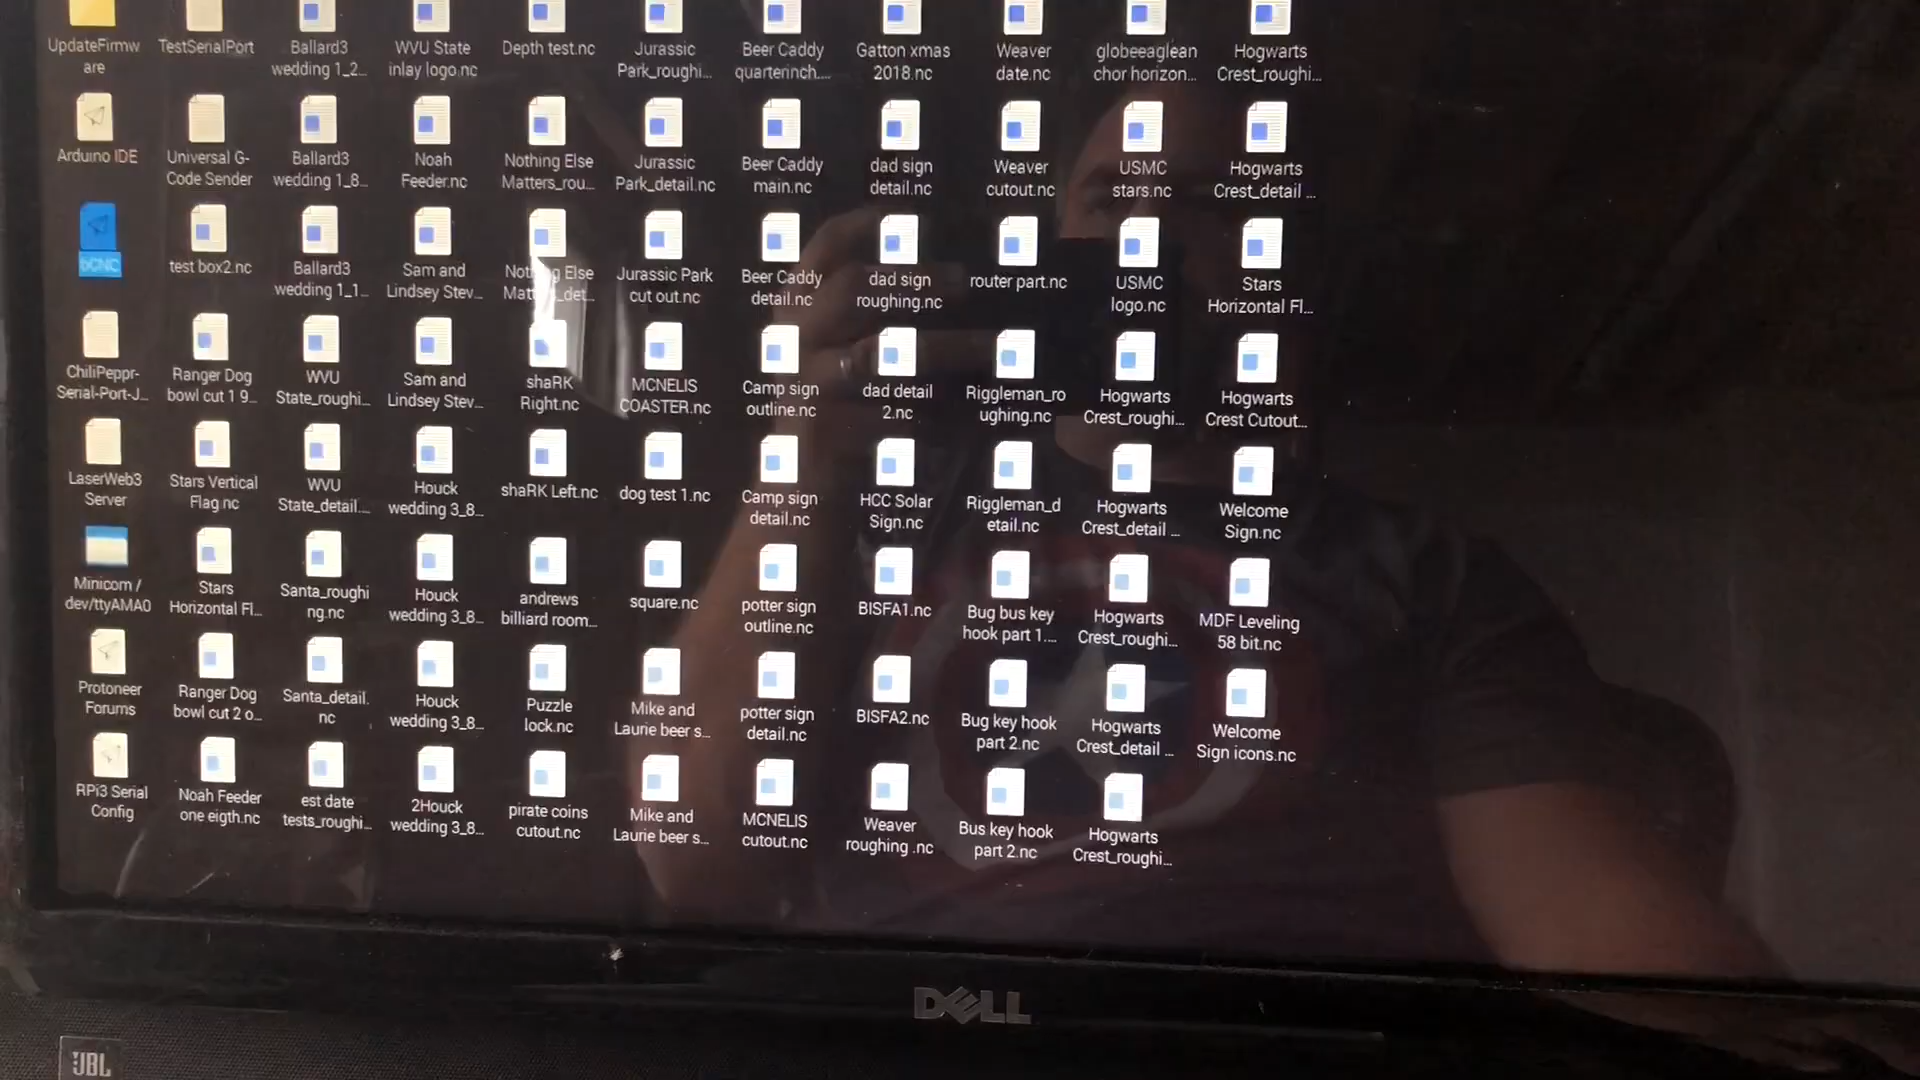 UpdateFirmw
are
TestSerialPort
Ballard3
wedding 1_2...
WVU State
inlay logo.nc
Depth test.nc
Jurassic
Park_roughi...
Beer Caddy
quarterinch....
Gatton xmas
2018.nc
Weaver
date.nc
globeeaglean
chor horizon...
Hogwarts
Crest_roughi...
Arduino IDE
Universal G-
Code Sender
Ballard3
wedding 1_8...
Noah
Feeder.nc
Nothing Else
Matters_rou...
Jurassic
Park_detail.nc
Beer Caddy
main.nc
dad sign
detail.nc
Weaver
cutout.nc
USMC
stars.nc
Hogwarts
Crest_detail ...
bCNC
test box2.nc
Ballard3
wedding 1_1...
Sam and
Lindsey Stev...
Nothing Else
Matters_det...
Jurassic Park
cut out.nc
Beer Caddy
detail.nc
dad sign
roughing.nc
router part.nc
USMC
logo.nc
Stars
Horizontal Fl...
ChiliPeppr-
Serial-Port-J...
Ranger Dog
bowl cut 1 9...
WVU
State_roughi...
Sam and
Lindsey Stev...
shaRK
Right.nc
MCNELIS
COASTER.nc
Camp sign
outline.nc
dad detail
2.nc
Riggleman_ro
ughing.nc
Hogwarts
Crest_roughi...
Hogwarts
Crest Cutout...
LaserWeb3
Server
Stars Vertical
Flag.nc
WVU
State_detail....
Houck
wedding 3_8...
shaRK Left.nc
dog test 1.nc
Camp sign
detail.nc
HCC Solar
Sign.nc
Riggleman_d
etail.nc
Hogwarts
Crest_detail ...
Welcome
Sign.nc
Minicom /
dev/ttyAMA0
Stars
Horizontal Fl...
Santa_roughi
ng.nc
Houck
wedding 3_8...
andrews
billiard room...
square.nc
potter sign
outline.nc
BISFA1.nc
Bug bus key
hook part 1....
Hogwarts
Crest_roughi...
MDF Leveling
58 bit.nc
Protoneer
Forums
Ranger Dog
bowl cut 2 o...
Santa_detail.
nc
Houck
wedding 3_8...
Puzzle
lock.nc
Mike and
Laurie beer s...
potter sign
detail.nc
BISFA2.nc
Bug key hook
part 2.nc
Hogwarts
Crest_detail ...
Welcome
Sign icons.nc
RPi3 Serial
Config
Noah Feeder
one eigth.nc
est date
tests_roughi...
2Houck
wedding 3_8...
pirate coins
cutout.nc
Mike and
Laurie beer s...
MCNELIS
cutout.nc
Weaver
roughing .nc
Bus key hook
part 2.nc
Hogwarts
Crest_roughi...
DELL
JBL